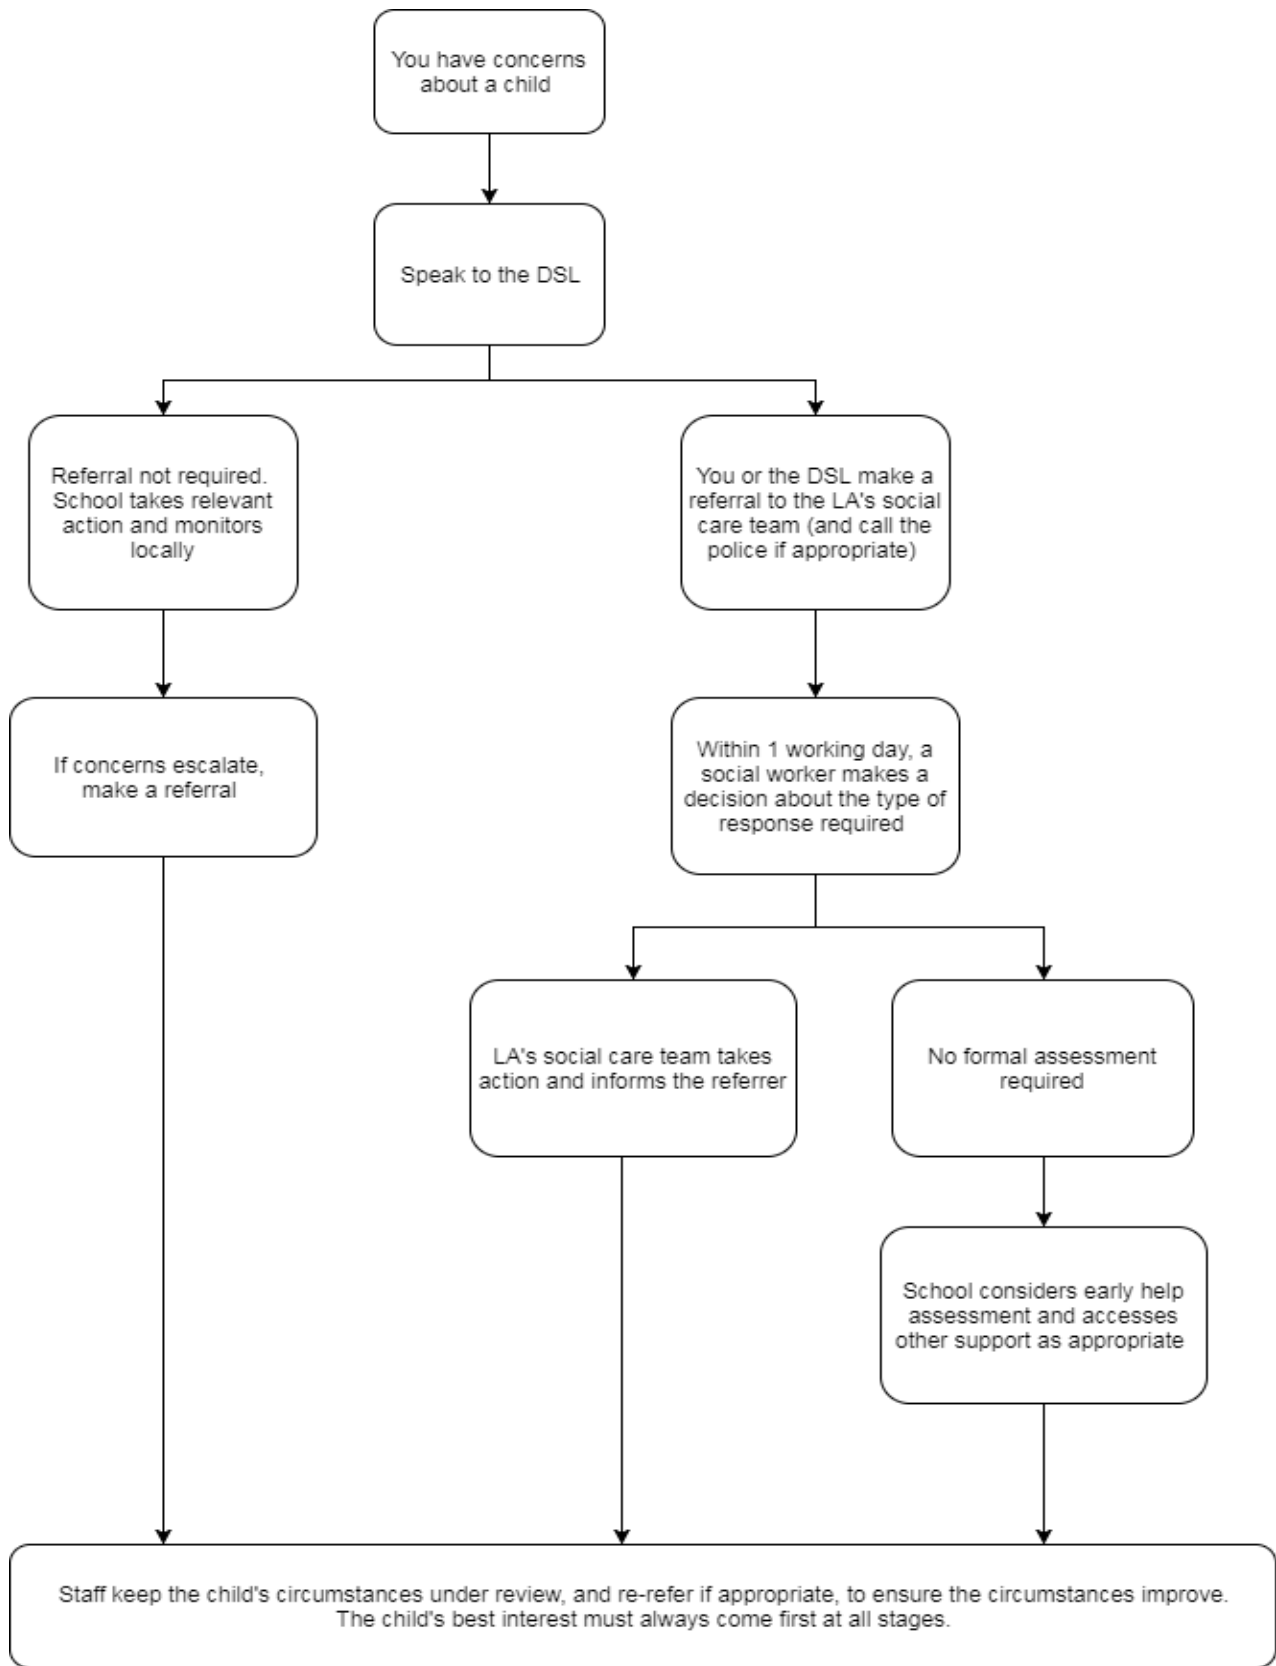 You have concerns
about a child
Speak to the DSL
Referral not required.
School takes relevant
action and monitors
locally
You or the DSL make a
referral to the LA's social
care team (and call the
police if appropriate)
If concerns escalate,
make a referral
Within 1 working day, a
social worker makes a
decision about the type of
response required
LA's social care team takes
action and informs the referrer
No formal assessment
required
School considers early help
assessment and accesses
other support as appropriate
Staff keep the child's circumstances under review, and re-refer if appropriate, to ensure the circumstances improve.
The child's best interest must always come first at all stages.